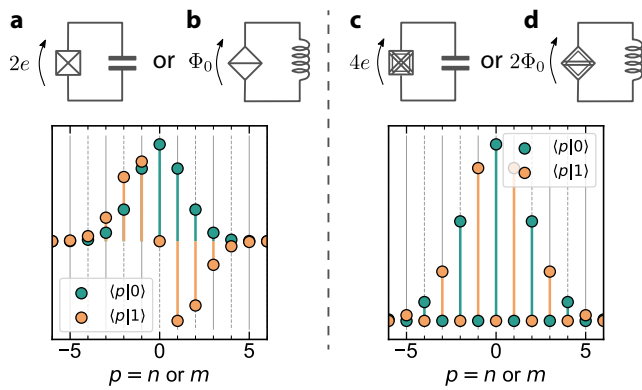 a
b
c
d
2e
or
Φ₀
4e
or
2Φ₀
⟨p|0⟩
⟨p|1⟩
⟨p|0⟩
⟨p|1⟩
−5
0
5
−5
0
5
p = n or m
p = n or m